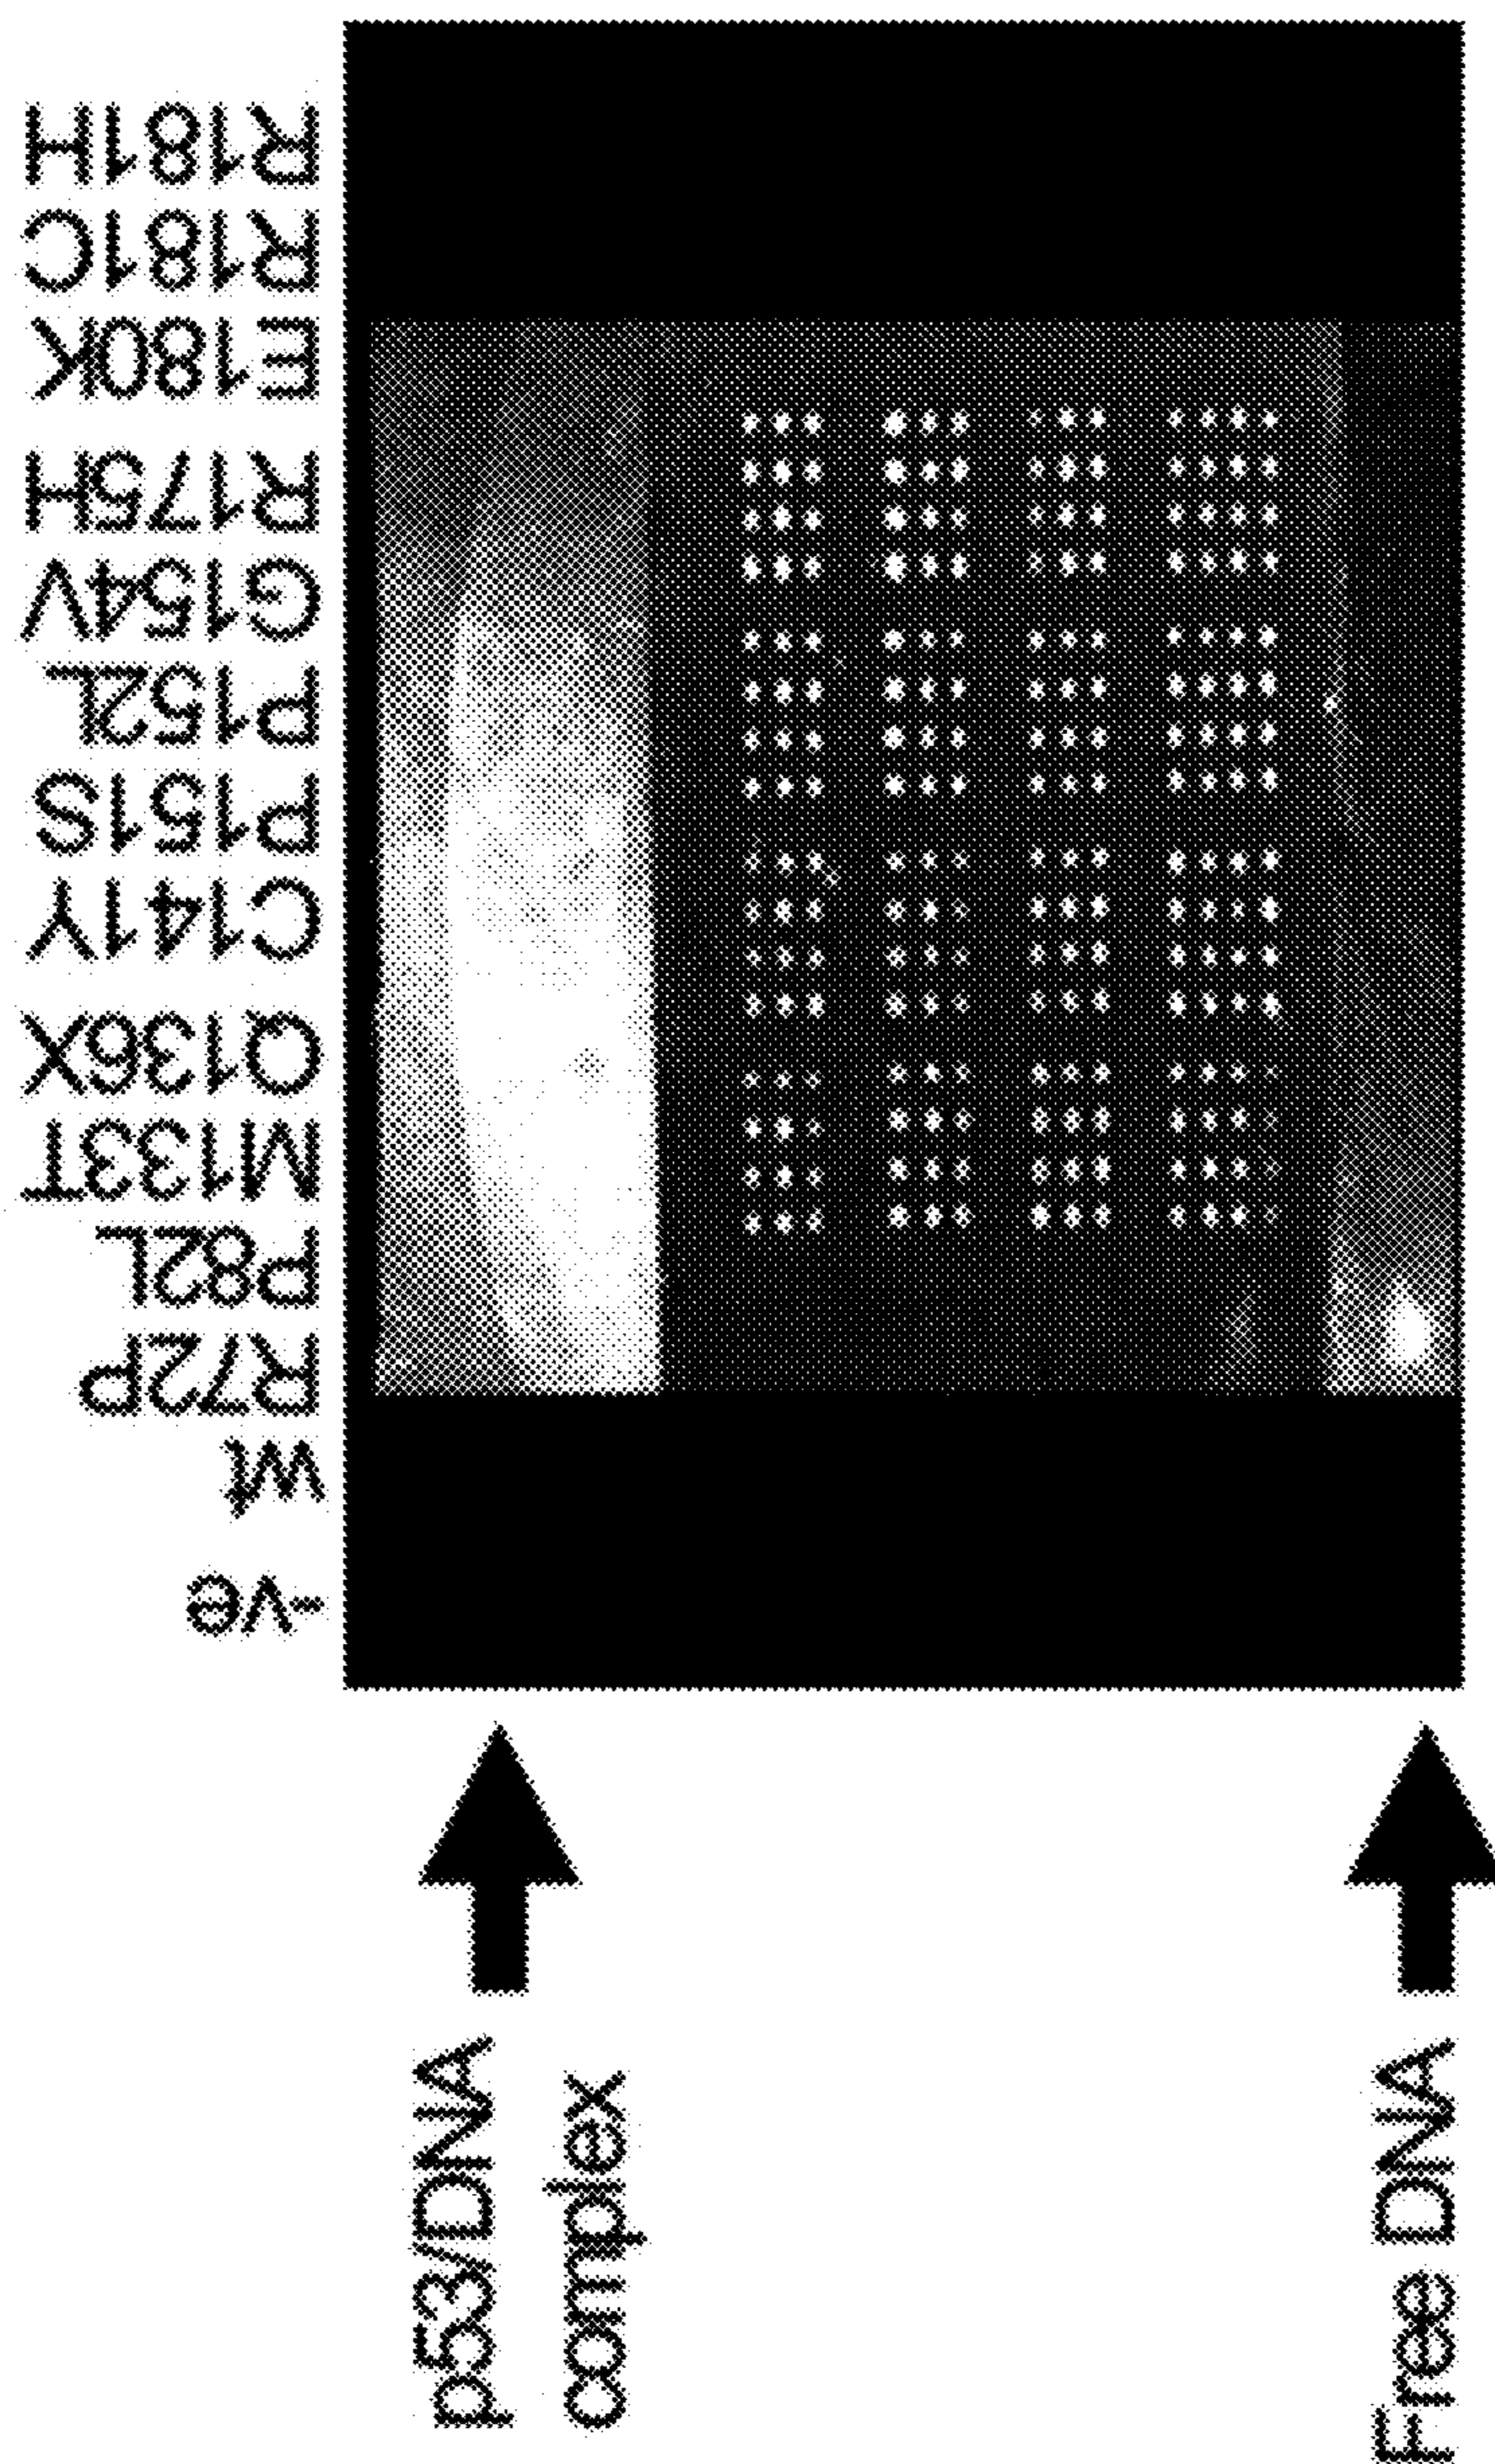 R181H
R181C
E180K
R175H
G154V
P152L
P151S
C141Y
Q136X
M133T
P82L
R72P
wt
-ve
p53/DNA
complex
Free DNA